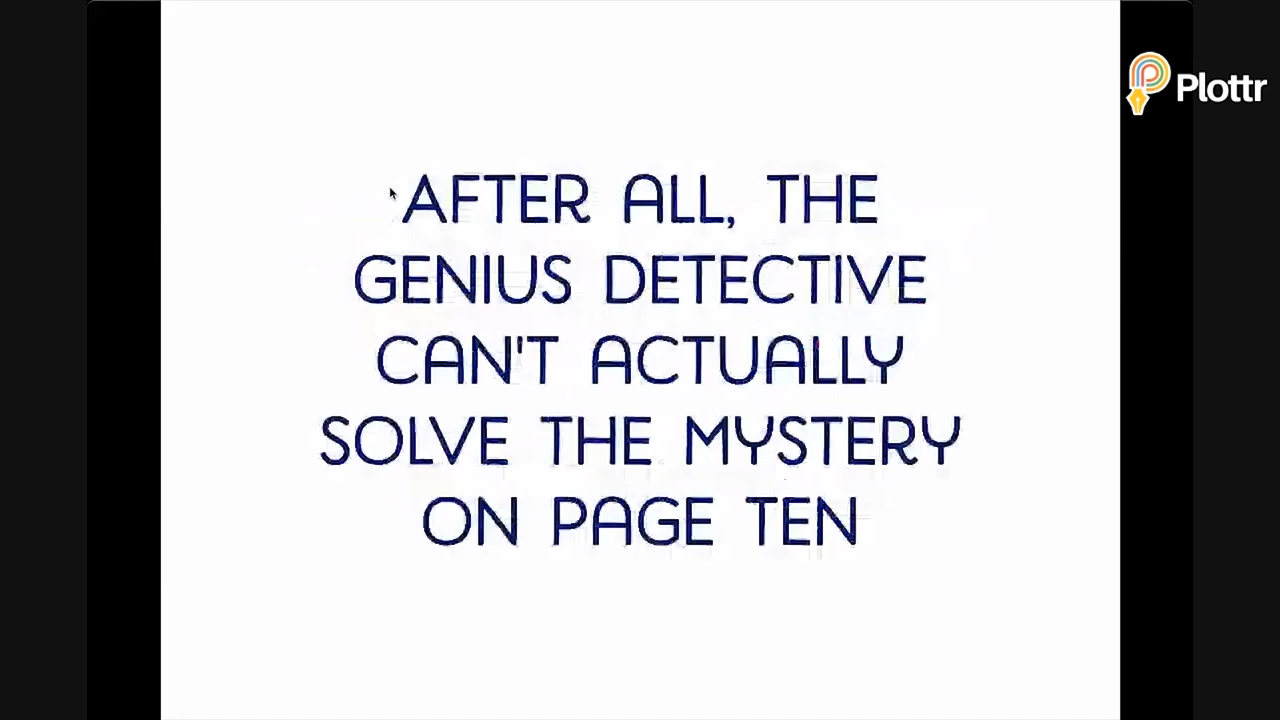 Plottr
AFTER ALL, THE
GENIUS DETECTIVE
CAN'T ACTUALLY
SOLVE THE MYSTERY
ON PAGE TEN